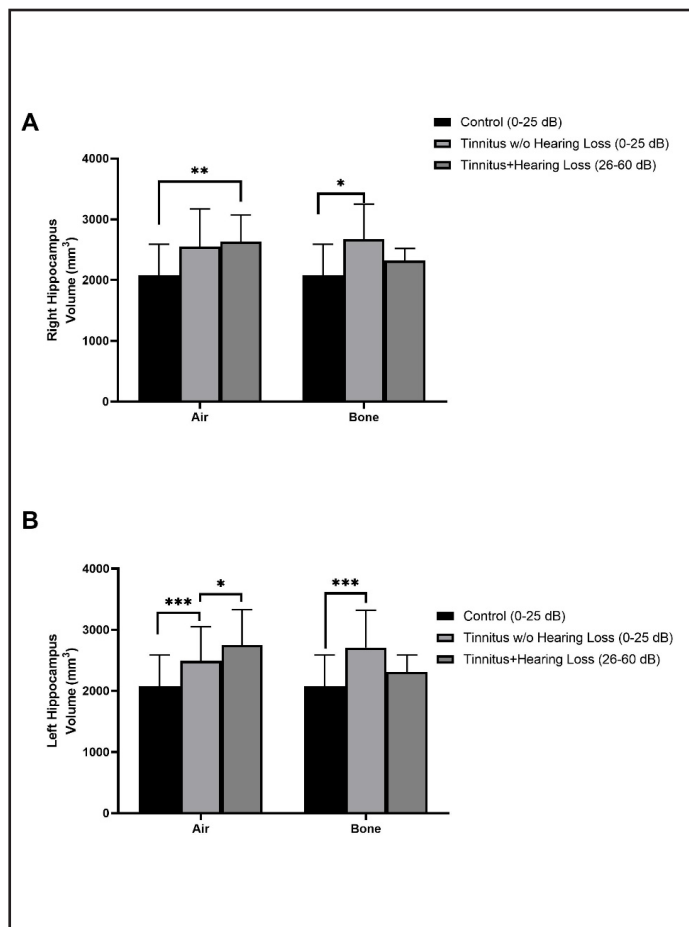 A
Control (0-25 dB)
Tinnitus w/o Hearing Loss (0-25 dB)
Tinnitus+Hearing Loss (26-60 dB)
Right Hippocampus
Volume (mm³)
4000
3000
2000
1000
0
**
*
Air
Bone
B
Control (0-25 dB)
Tinnitus w/o Hearing Loss (0-25 dB)
Tinnitus+Hearing Loss (26-60 dB)
Left Hippocampus
Volume (mm³)
4000
3000
2000
1000
0
***
*
***
Air
Bone